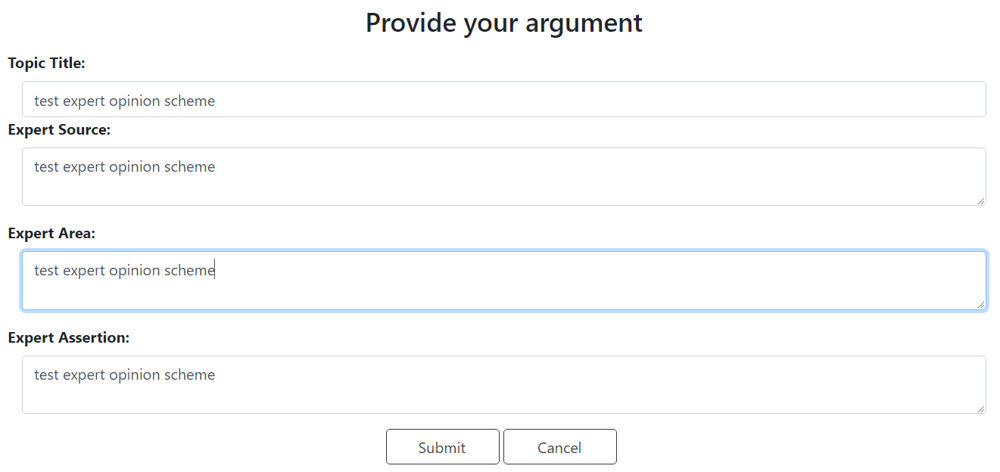 Provide your argument
Topic Title:
test expert opinion scheme
Expert Source:
test expert opinion scheme
Expert Area:
test expert opinion scheme
Expert Assertion:
test expert opinion scheme
Submit Cancel